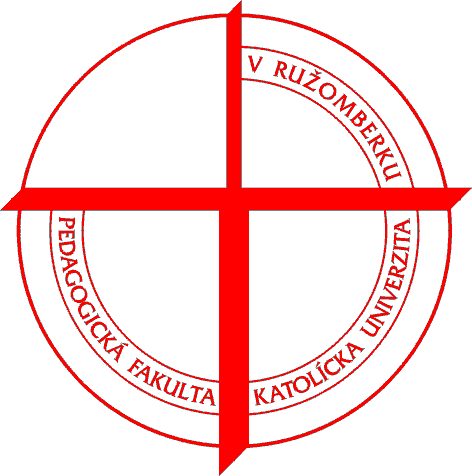 PEDAGOGICKÁ FAKULTA
KATOLÍCKA UNIVERZITA
V RUŽOMBERKU